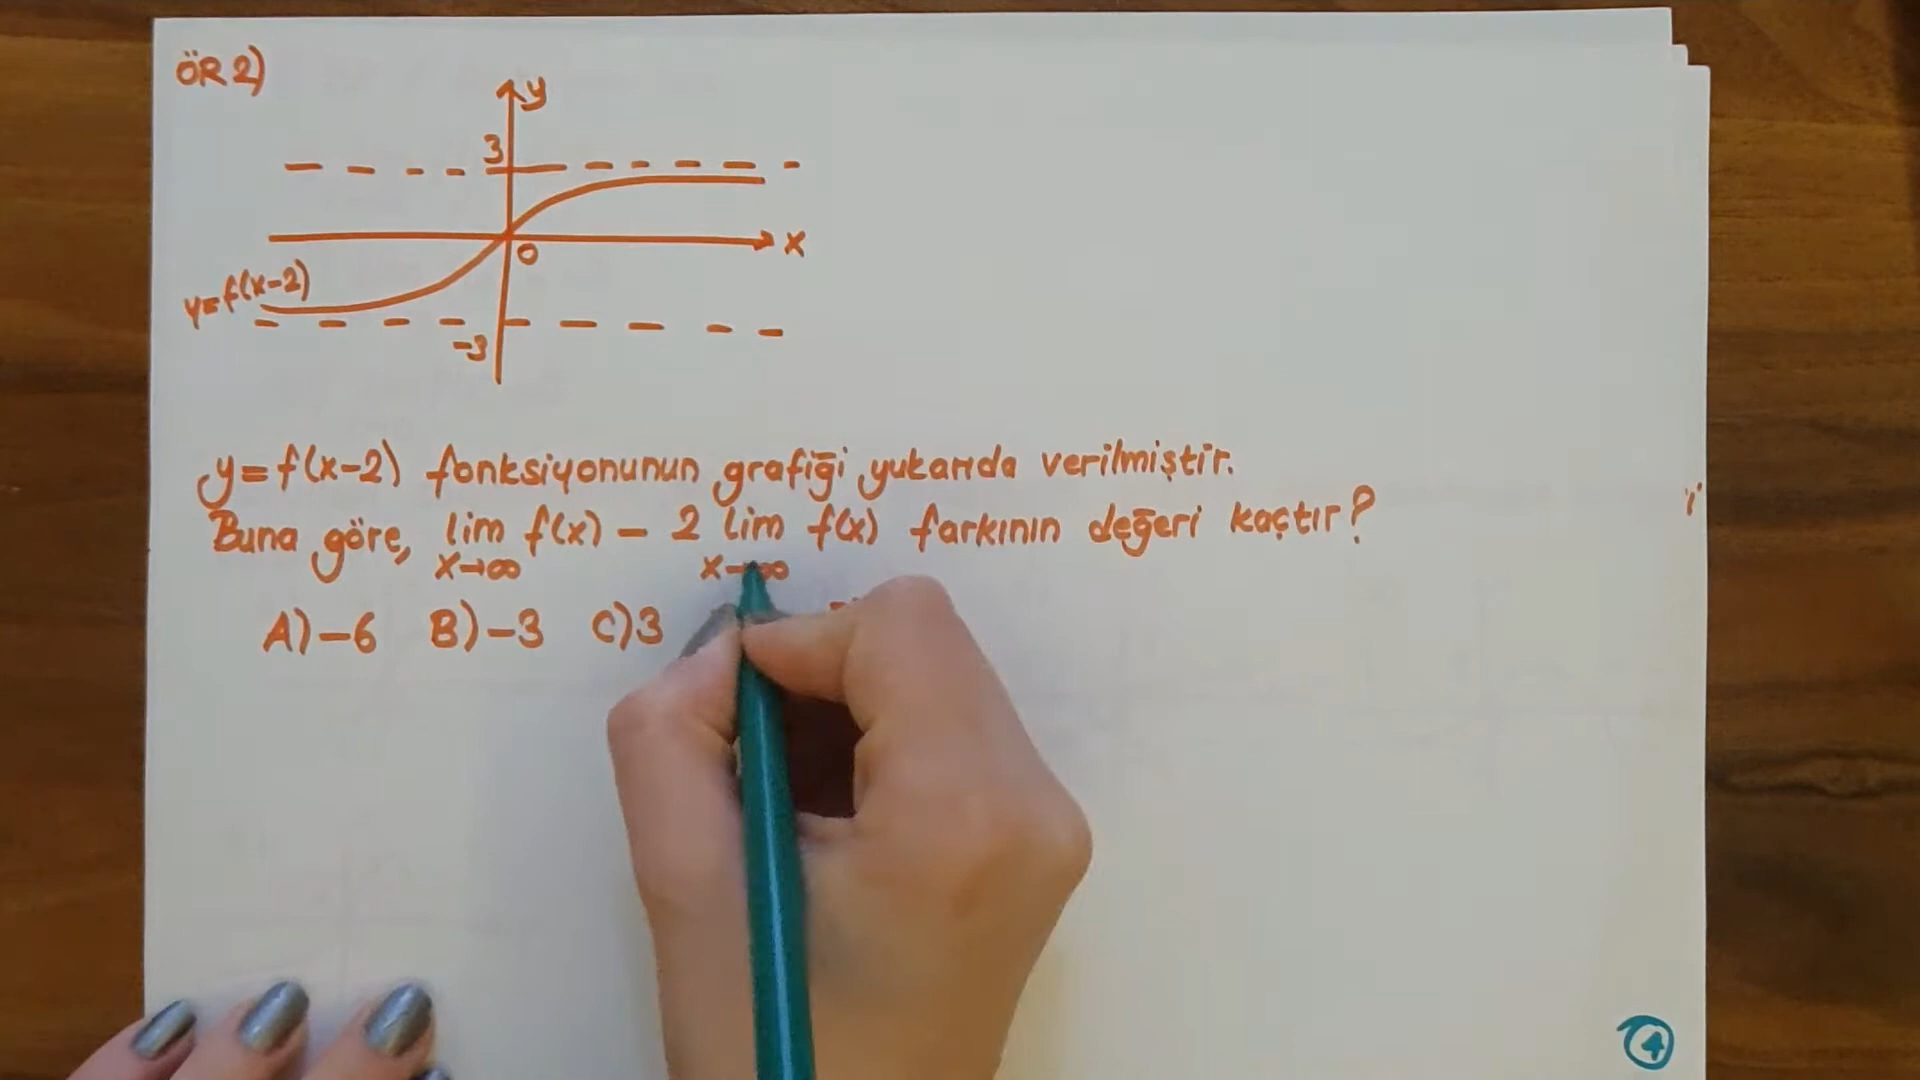 ÖR 2)
y
3
x
0
y=f(x-2)
-3
y=f(x-2) fonksiyonunun grafiği yukarıda verilmiştir.
Buna göre, lim f(x) - 2 lim f(x) farkının değeri kaçtır?
x→∞ x→∞
A)-6 B)-3 C)3
4